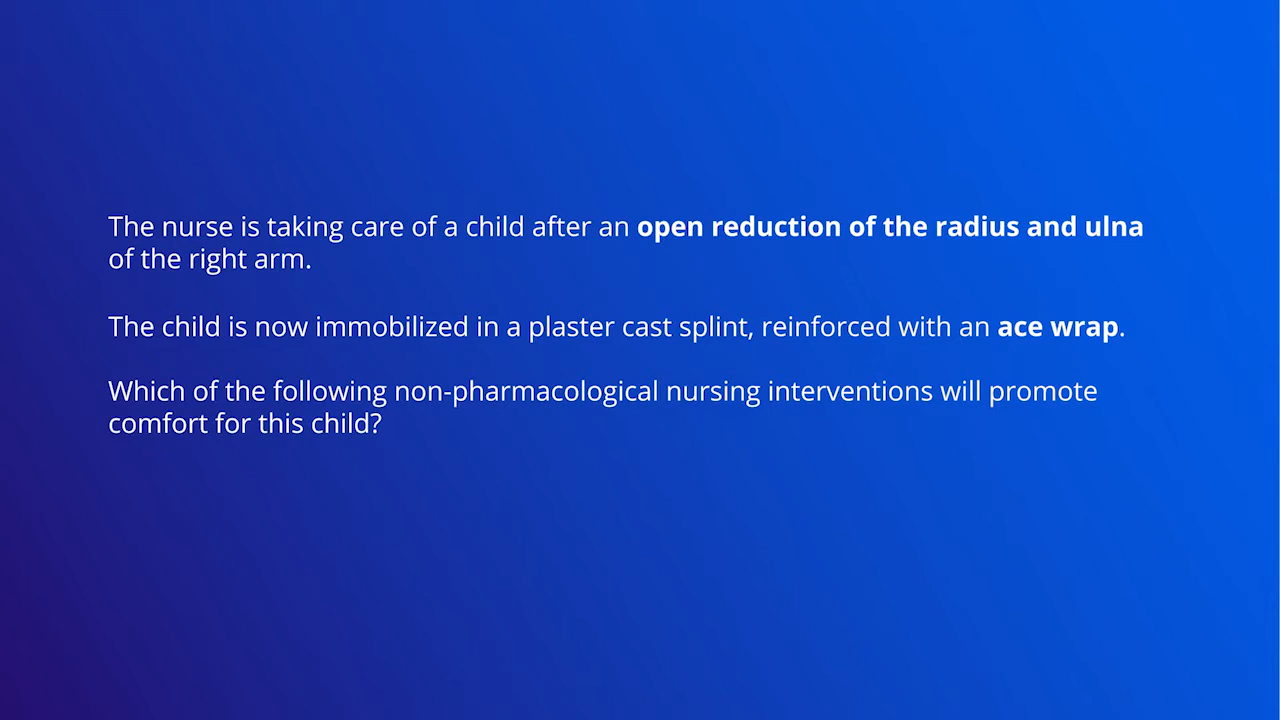 The nurse is taking care of a child after an open reduction of the radius and ulna
of the right arm.
The child is now immobilized in a plaster cast splint, reinforced with an ace wrap.
Which of the following non-pharmacological nursing interventions will promote
comfort for this child?